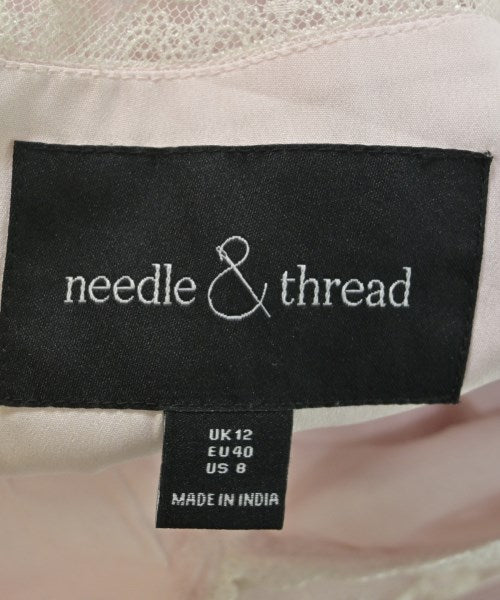 needle & thread
UK 12
EU 40
US 8
MADE IN INDIA